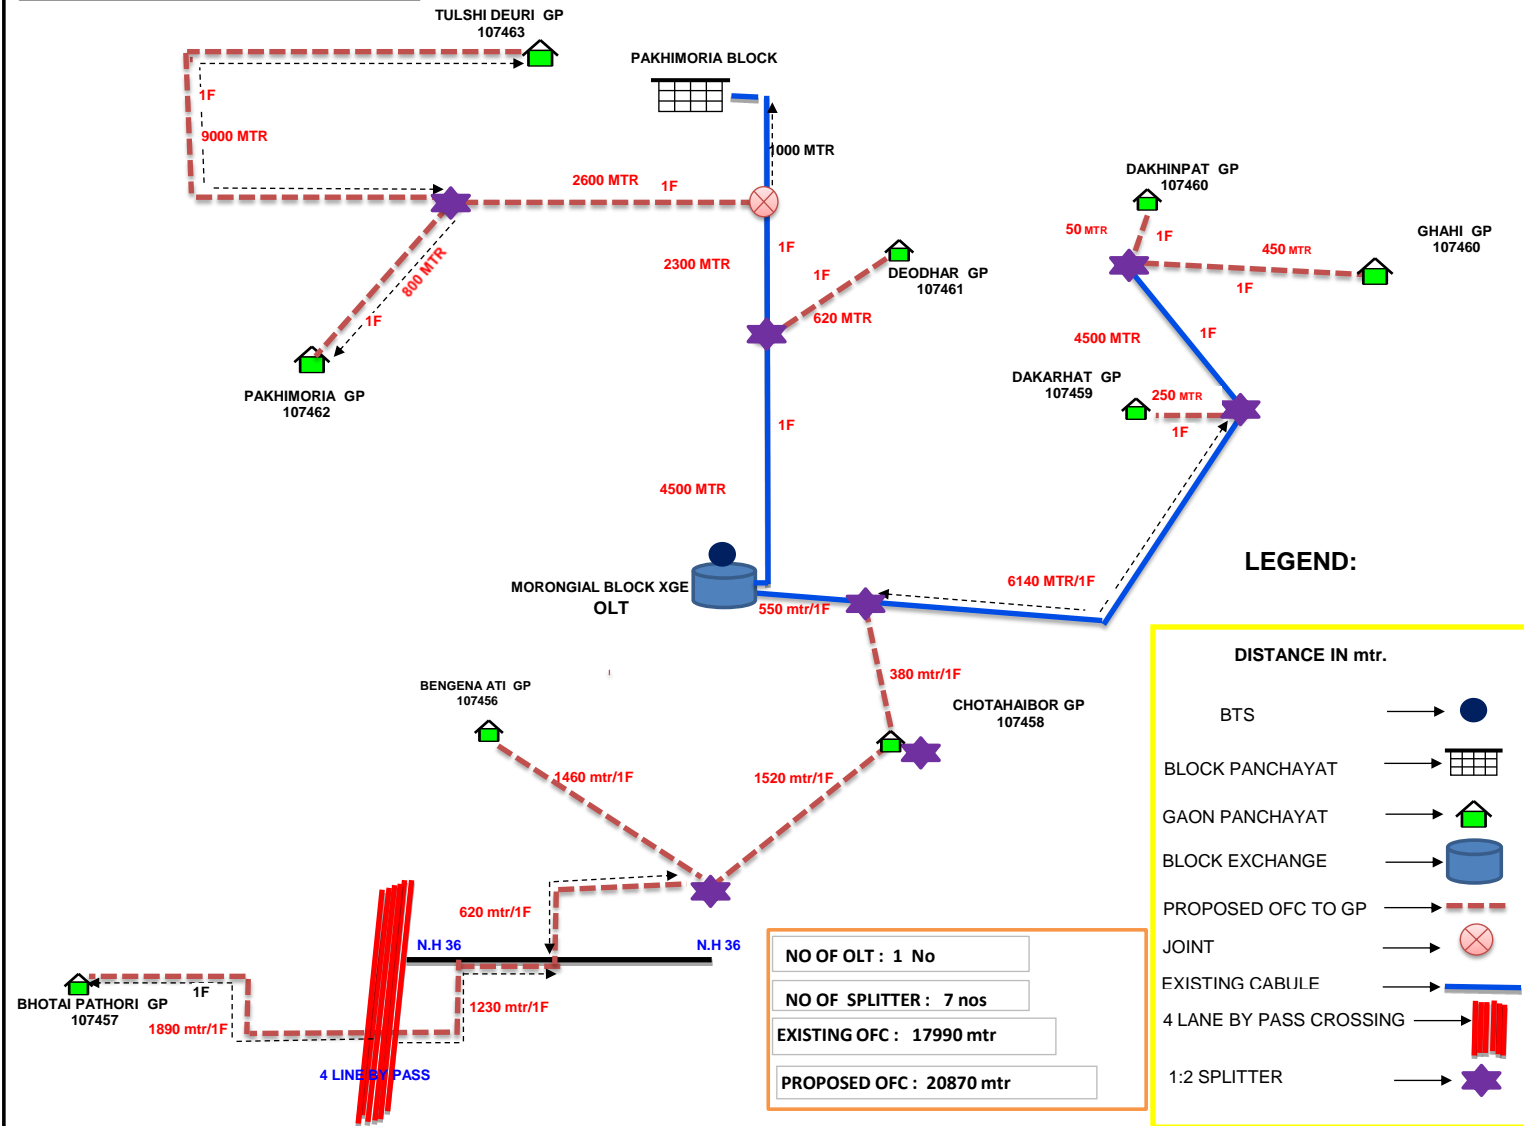 TULSHI DEURI GP
107463
PAKHIMORIA BLOCK
1F
9000 MTR
1000 MTR
2600 MTR
1F
DAKHINPAT GP
107460
50 MTR
1F
450 MTR
1F
GHAHI GP
107460
1F
2300 MTR
1F
DEODHAR GP
107461
620 MTR
800 MTR
1F
PAKHIMORIA GP
107462
4500 MTR
1F
DAKARHAT GP
107459
250 MTR
1F
1F
4500 MTR
MORONGIAL BLOCK XGE
OLT
550 mtr/1F
6140 MTR/1F
380 mtr/1F
BENGENA ATI GP
107456
CHOTAHAIBOR GP
107458
1460 mtr/1F
1520 mtr/1F
620 mtr/1F
N.H 36
N.H 36
1F
BHOTAI PATHORI GP
107457
1890 mtr/1F
1230 mtr/1F
4 LINE BY PASS
NO OF OLT : 1 No
NO OF SPLITTER : 7 nos
EXISTING OFC : 17990 mtr
PROPOSED OFC : 20870 mtr
LEGEND:
DISTANCE IN mtr.
BTS
BLOCK PANCHAYAT
GAON PANCHAYAT
BLOCK EXCHANGE
PROPOSED OFC TO GP
JOINT
EXISTING CABULE
4 LANE BY PASS CROSSING
1:2 SPLITTER